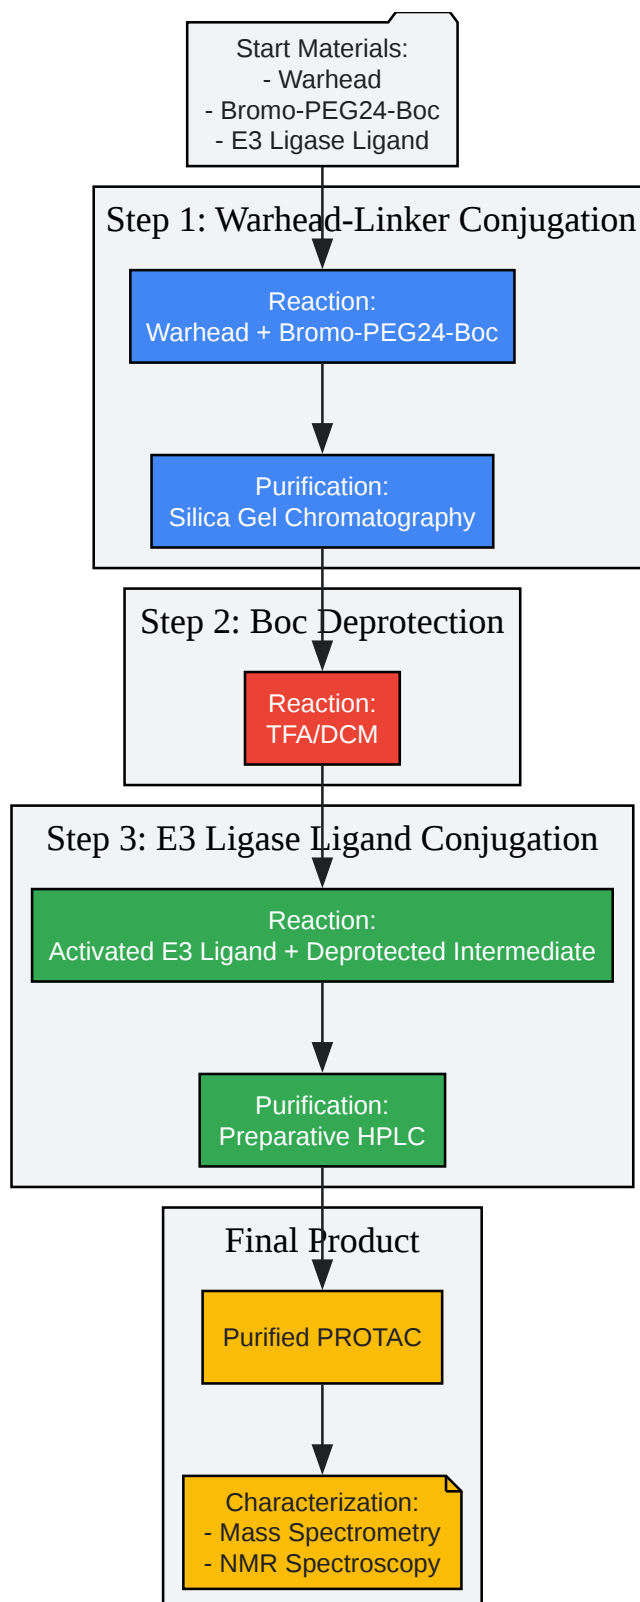 Start Materials:
- Warhead
- Bromo-PEG24-Boc
- E3 Ligase Ligand
Step 1: Warhead-Linker Conjugation
Reaction:
Warhead + Bromo-PEG24-Boc
Purification:
Silica Gel Chromatography
Step 2: Boc Deprotection
Reaction:
TFA/DCM
Step 3: E3 Ligase Ligand Conjugation
Reaction:
Activated E3 Ligand + Deprotected Intermediate
Purification:
Preparative HPLC
Final Product
Purified PROTAC
Characterization:
- Mass Spectrometry
- NMR Spectroscopy